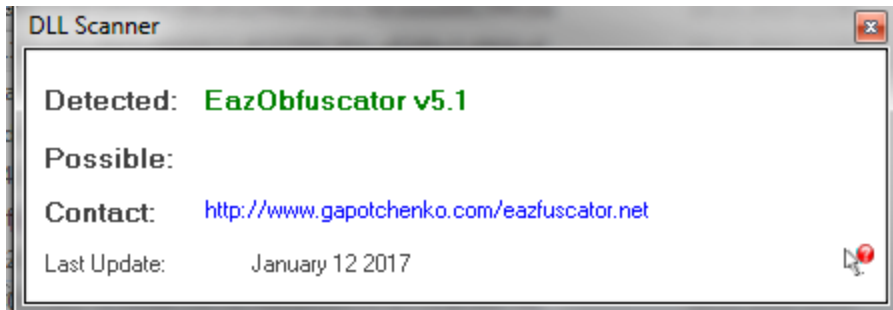 DLL Scanner
Detected: EazObfuscator v5.1
Possible:
Contact: http://www.gapotchenko.com/eazfuscator.net
Last Update: January 12 2017